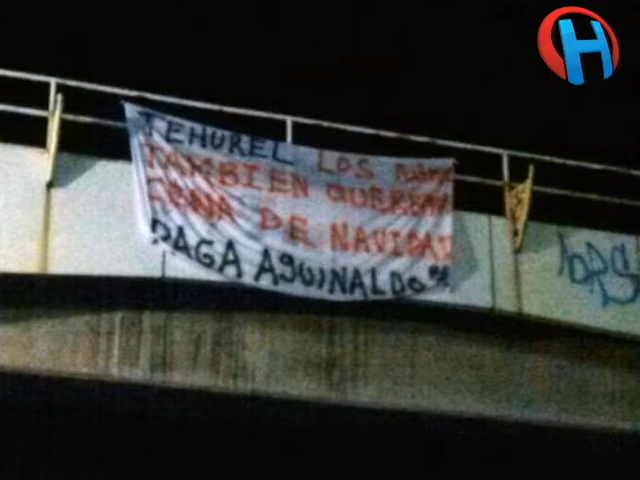 TEHUREL LOS
TAMBIEN QUEREMOS
CENA DE NAVIDAD
PAGA AGUINALDO
H